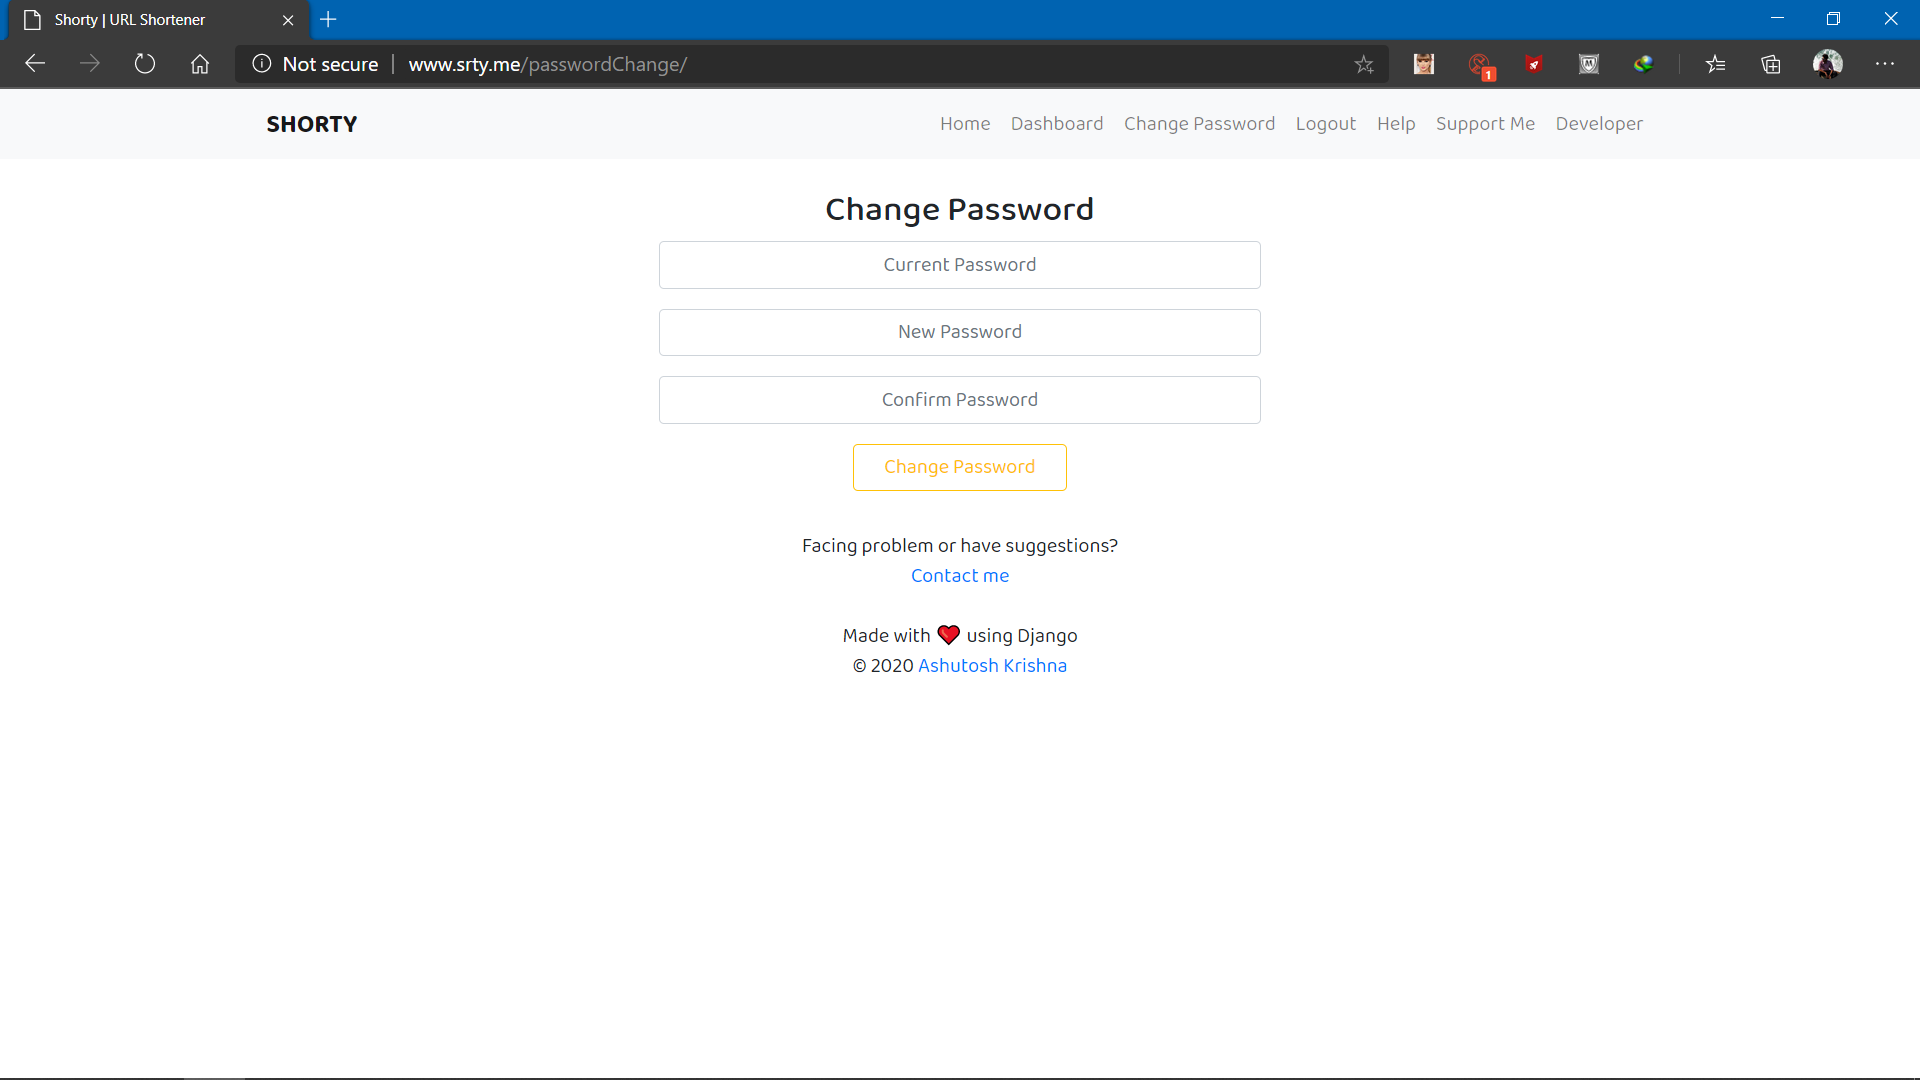 Shorty | URL Shortener
Not secure | www.srty.me/passwordChange/
1
SHORTY
Home Dashboard Change Password Logout Help Support Me Developer
Change Password
Current Password
New Password
Confirm Password
Change Password
Facing problem or have suggestions?
Contact me
Made with ❤ using Django
© 2020 Ashutosh Krishna